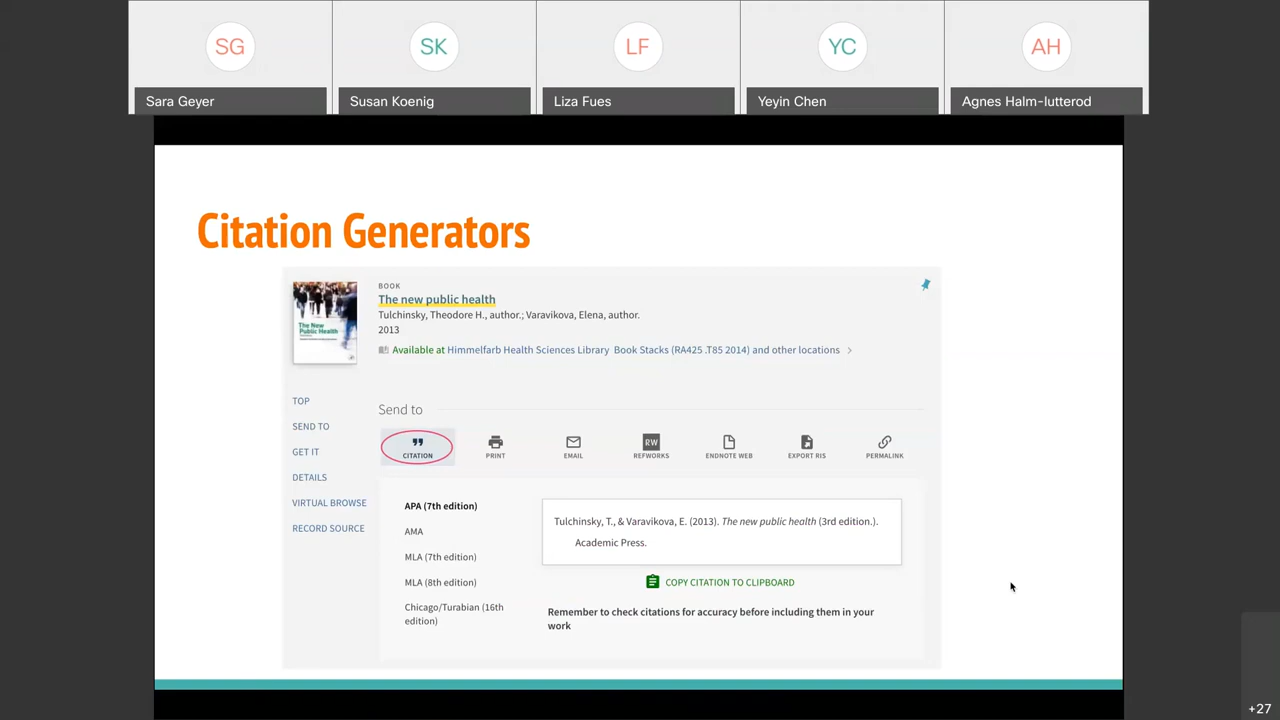 SG
SK
LF
YC
AH
Sara Geyer
Susan Koenig
Liza Fues
Yeyin Chen
Agnes Halm-lutterod
Citation Generators
The New
Public Health
BOOK
The new public health
Tulchinsky, Theodore H., author.; Varavikova, Elena, author.
2013
Available at Himmelfarb Health Sciences Library Book Stacks (RA425 .T85 2014) and other locations
TOP
SEND TO
GET IT
DETAILS
VIRTUAL BROWSE
RECORD SOURCE
Send to
CITATION
PRINT
EMAIL
RW
REFWORKS
ENDNOTE WEB
EXPORT RIS
PERMALINK
APA (7th edition)
AMA
MLA (7th edition)
MLA (8th edition)
Chicago/Turabian (16th
edition)
Tulchinsky, T., & Varavikova, E. (2013). The new public health (3rd edition.).
Academic Press.
COPY CITATION TO CLIPBOARD
Remember to check citations for accuracy before including them in your
work
+27